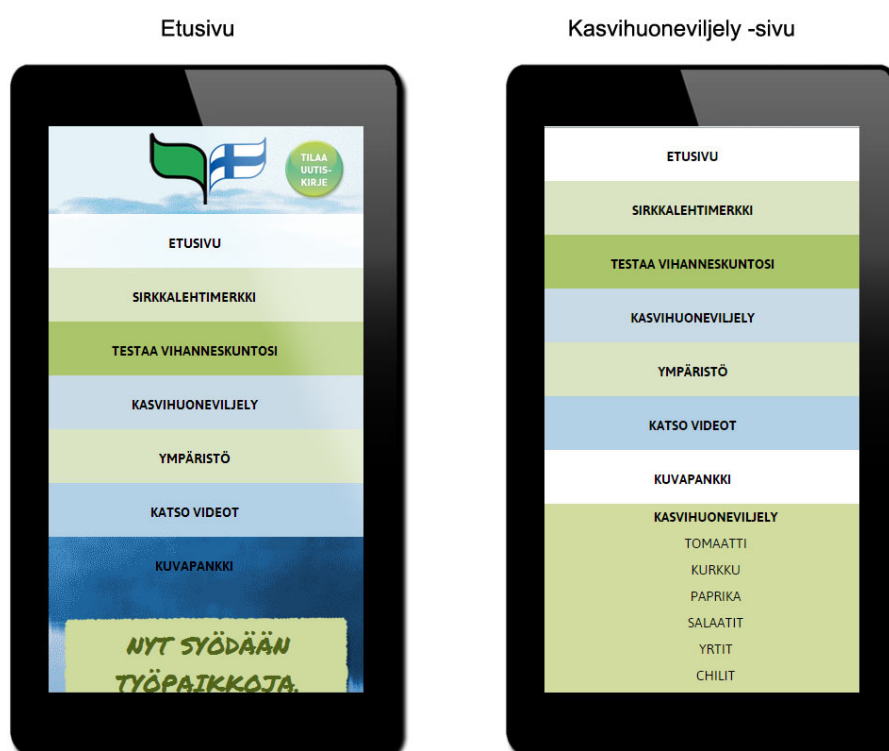 Etusivu
TILAA
UUTIS-
KIRJE
ETUSIVU
SIRKKALEHTIMERKKI
TESTAA VIHANNESKUNTOSI
KASVIHUONEVILJELY
YMPÄRISTÖ
KATSO VIDEOT
KUVAPANKKI
NYT SYÖDÄÄN
TYÖPAIKKOJA.
Kasvihuoneviljely -sivu
ETUSIVU
SIRKKALEHTIMERKKI
TESTAA VIHANNESKUNTOSI
KASVIHUONEVILJELY
YMPÄRISTÖ
KATSO VIDEOT
KUVAPANKKI
KASVIHUONEVILJELY
TOMAATTI
KURKKU
PAPRIKA
SALAATIT
YRTIT
CHILIT